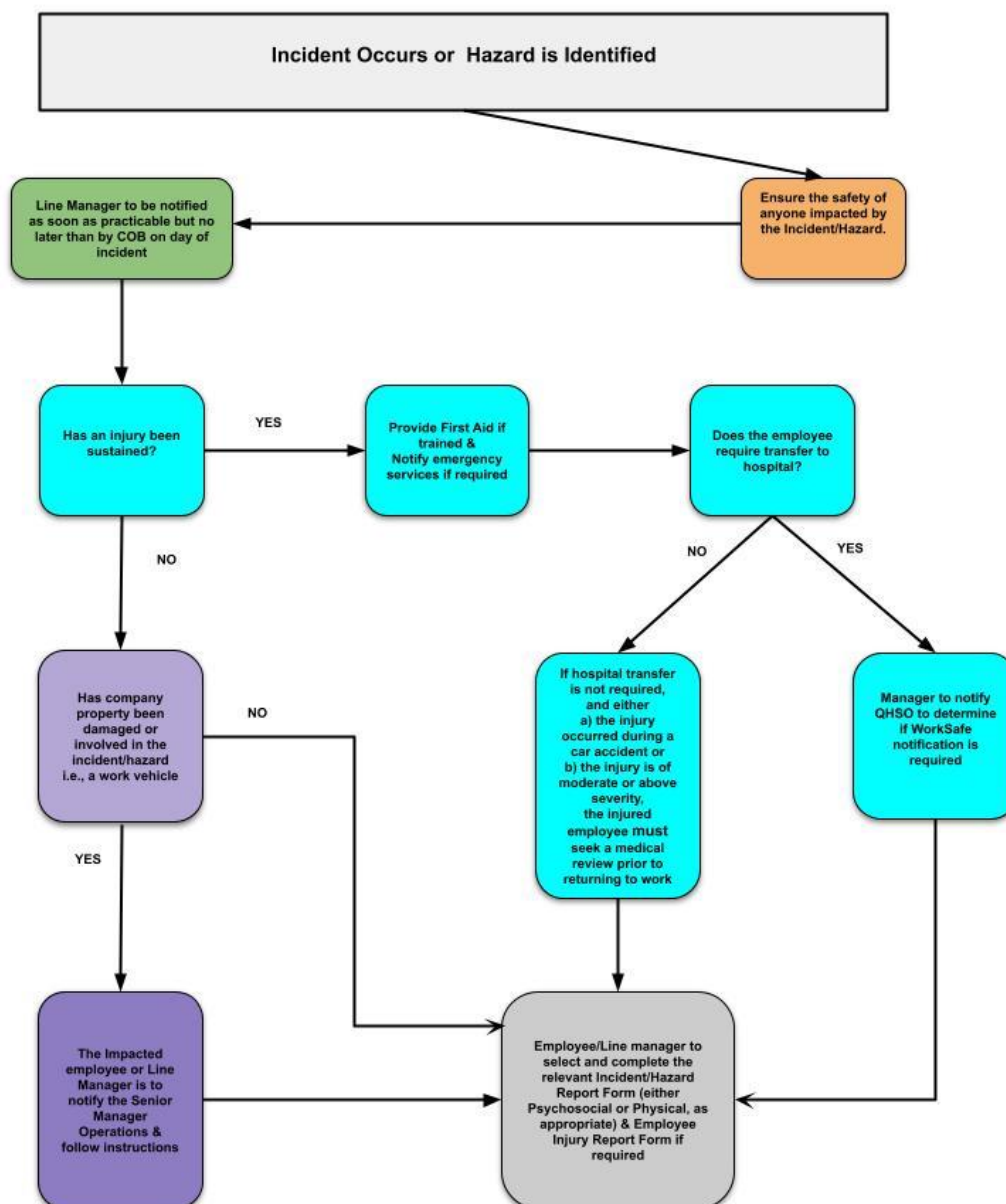 Incident Occurs or Hazard is Identified
Line Manager to be notified
as soon as practicable but no
later than by COB on day of
incident
Ensure the safety of
anyone impacted by
the Incident/Hazard.
Has an injury been
sustained?
YES
Provide First Aid if
trained &
Notify emergency
services if required
Does the employee
require transfer to
hospital?
NO
NO
YES
Has company
property been
damaged or
involved in the
incident/hazard
i.e., a work vehicle
NO
If hospital transfer
is not required,
and either
a) the injury
occurred during a
car accident or
b) the injury is of
moderate or above
severity,
the injured
employee must
seek a medical
review prior to
returning to work
Manager to notify
QHSO to determine
if WorkSafe
notification is
required
YES
The Impacted
employee or Line
Manager is to
notify the Senior
Manager
Operations &
follow instructions
Employee/Line manager to
select and complete the
relevant Incident/Hazard
Report Form (either
Psychosocial or Physical, as
appropriate) & Employee
Injury Report Form if
required